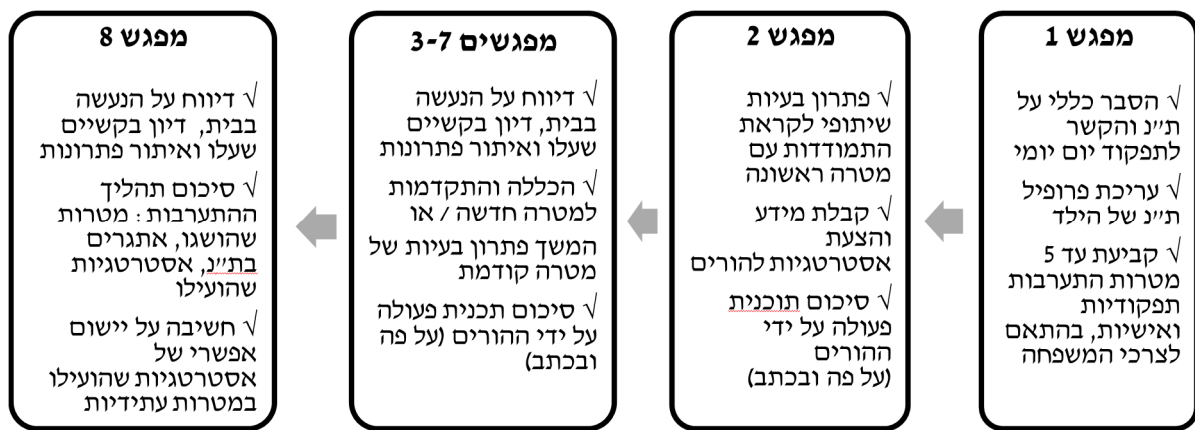 מפגש 1
√ הסבר כללי על
ת״נ והקשר
לתפקוד יום יומי
√ עריכת פרופיל
ת״נ של הילד
√ קביעת עד 5
מטרות התערבות
תפקודיות
ואישיות, בהתאם
לצרכי המשפחה
מפגש 2
√ פתרון בעיות
שיתופי לקראת
התמודדות עם
מטרה ראשונה
√ קבלת מידע
והצעת
אסטרטגיות להורים
√ סיכום תוכנית
פעולה על ידי
ההורים
(על פה ובכתב)
מפגשים 3-7
√ דיווח על הנעשה
בבית, דיון בקשיים
שעלו ואיתור פתרונות
√ הכללה והתקדמות
למטרה חדשה / או
המשך פתרון בעיות של
מטרה קודמת
√ סיכום תכנית פעולה
על ידי ההורים (על פה
ובכתב)
מפגש 8
√ דיווח על הנעשה
בבית, דיון בקשיים
שעלו ואיתור פתרונות
√ סיכום תהליך
ההתערבות: מטרות
שהושגו, אתגרים
בת״נ, אסטרטגיות
שהועילו
√ חשיבה על יישום
אפשרי של
אסטרטגיות שהועילו
במטרות עתידיות